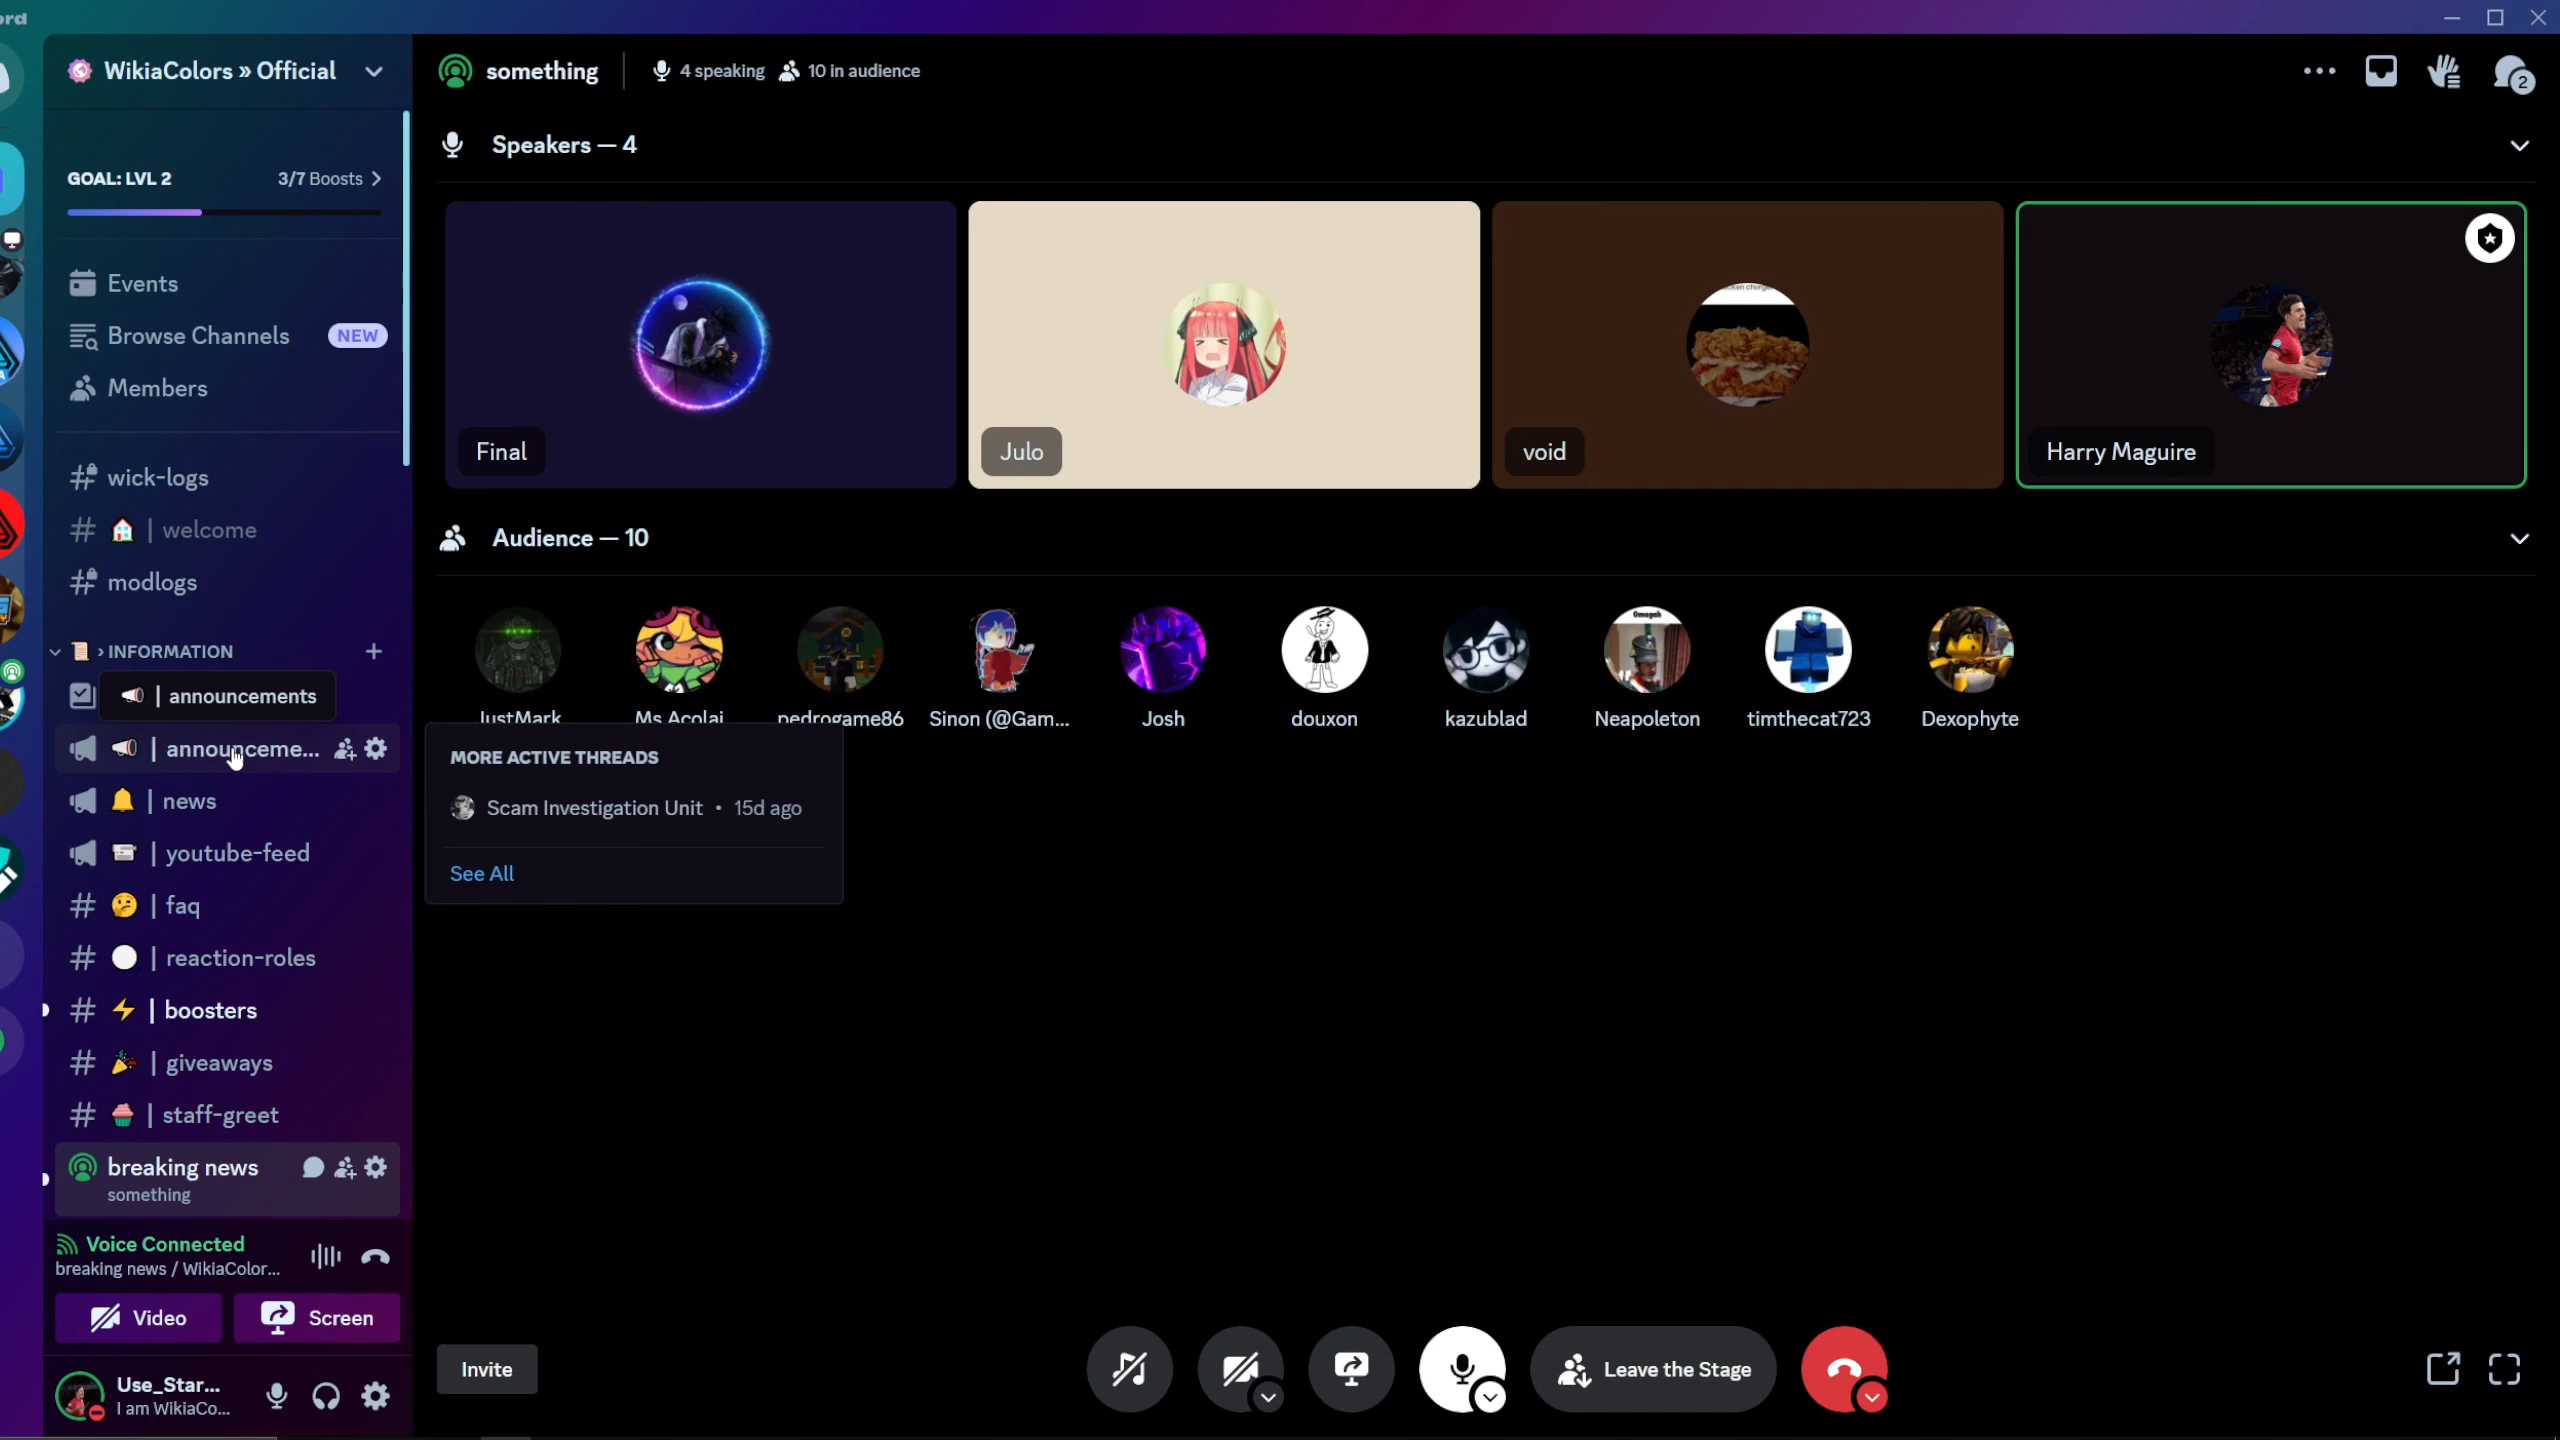 ord
WikiaColors » Official
GOAL: LVL 2
3/7 Boosts
Events
Browse Channels
NEW
Members
wick-logs
| welcome
modlogs
› INFORMATION
| announcements
| announceme...
| news
| youtube-feed
| faq
| reaction-roles
| boosters
| giveaways
| staff-greet
breaking news
something
Voice Connected
breaking news / WikiaColor...
Video
Screen
Use_Star...
I am WikiaCo...
something
4 speaking
10 in audience
2
Speakers — 4
Final
Julo
void
Harry Maguire
Audience — 10
JustMark
Ms Acolai
pedrogame86
Sinon (@Gam...
Josh
douxon
kazublad
Omagah
Neapoleton
timthecat723
Dexophyte
MORE ACTIVE THREADS
Scam Investigation Unit • 15d ago
See All
Invite
Leave the Stage